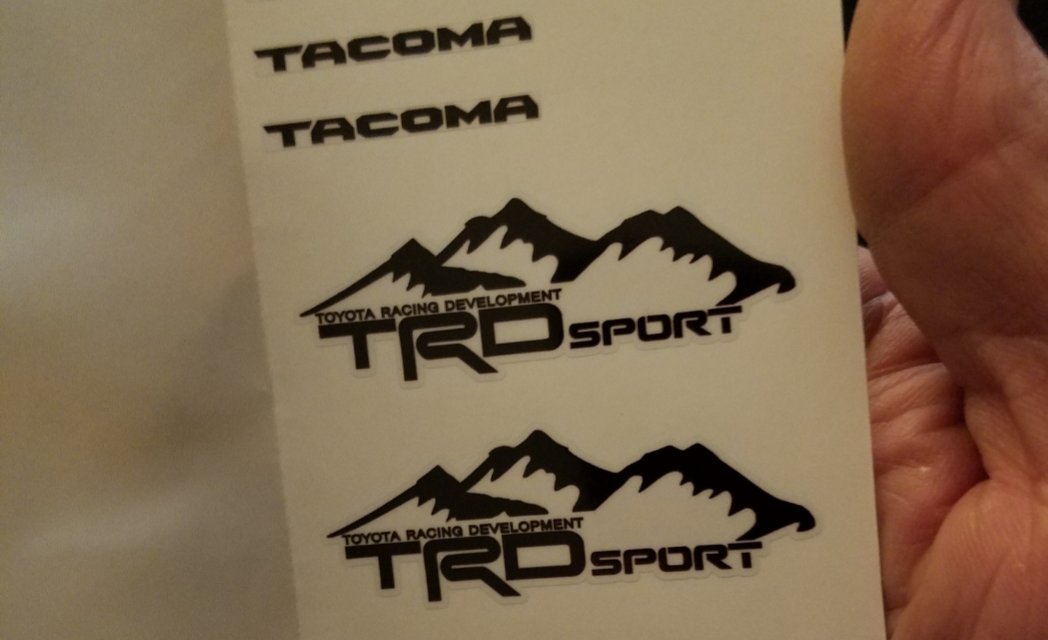 TACOMA
TACOMA
TOYOTA RACING DEVELOPMENT
TRD SPORT
TOYOTA RACING DEVELOPMENT
TRD SPORT